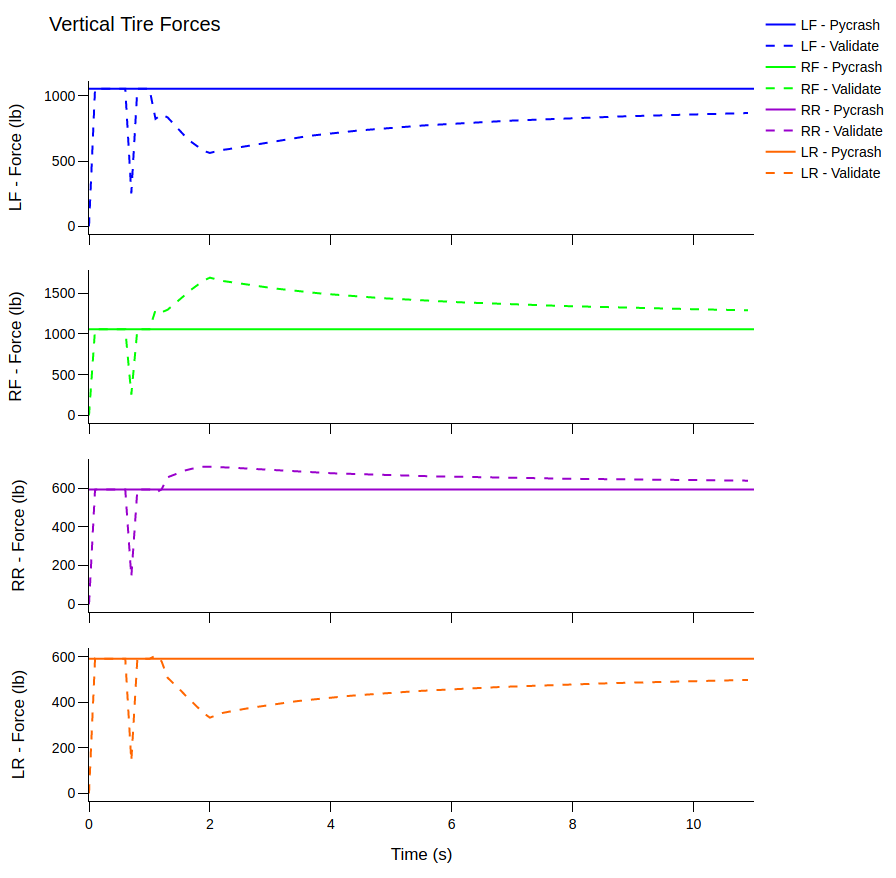 Vertical Tire Forces
LF - Pycrash
LF - Validate
RF - Pycrash
RF - Validate
RR - Pycrash
RR - Validate
LR - Pycrash
LR - Validate
LF - Force (lb)
1000
500
0
RF - Force (lb)
1500
1000
500
0
RR - Force (lb)
600
400
200
0
LR - Force (lb)
600
400
200
0
0 2 4 6 8 10
Time (s)